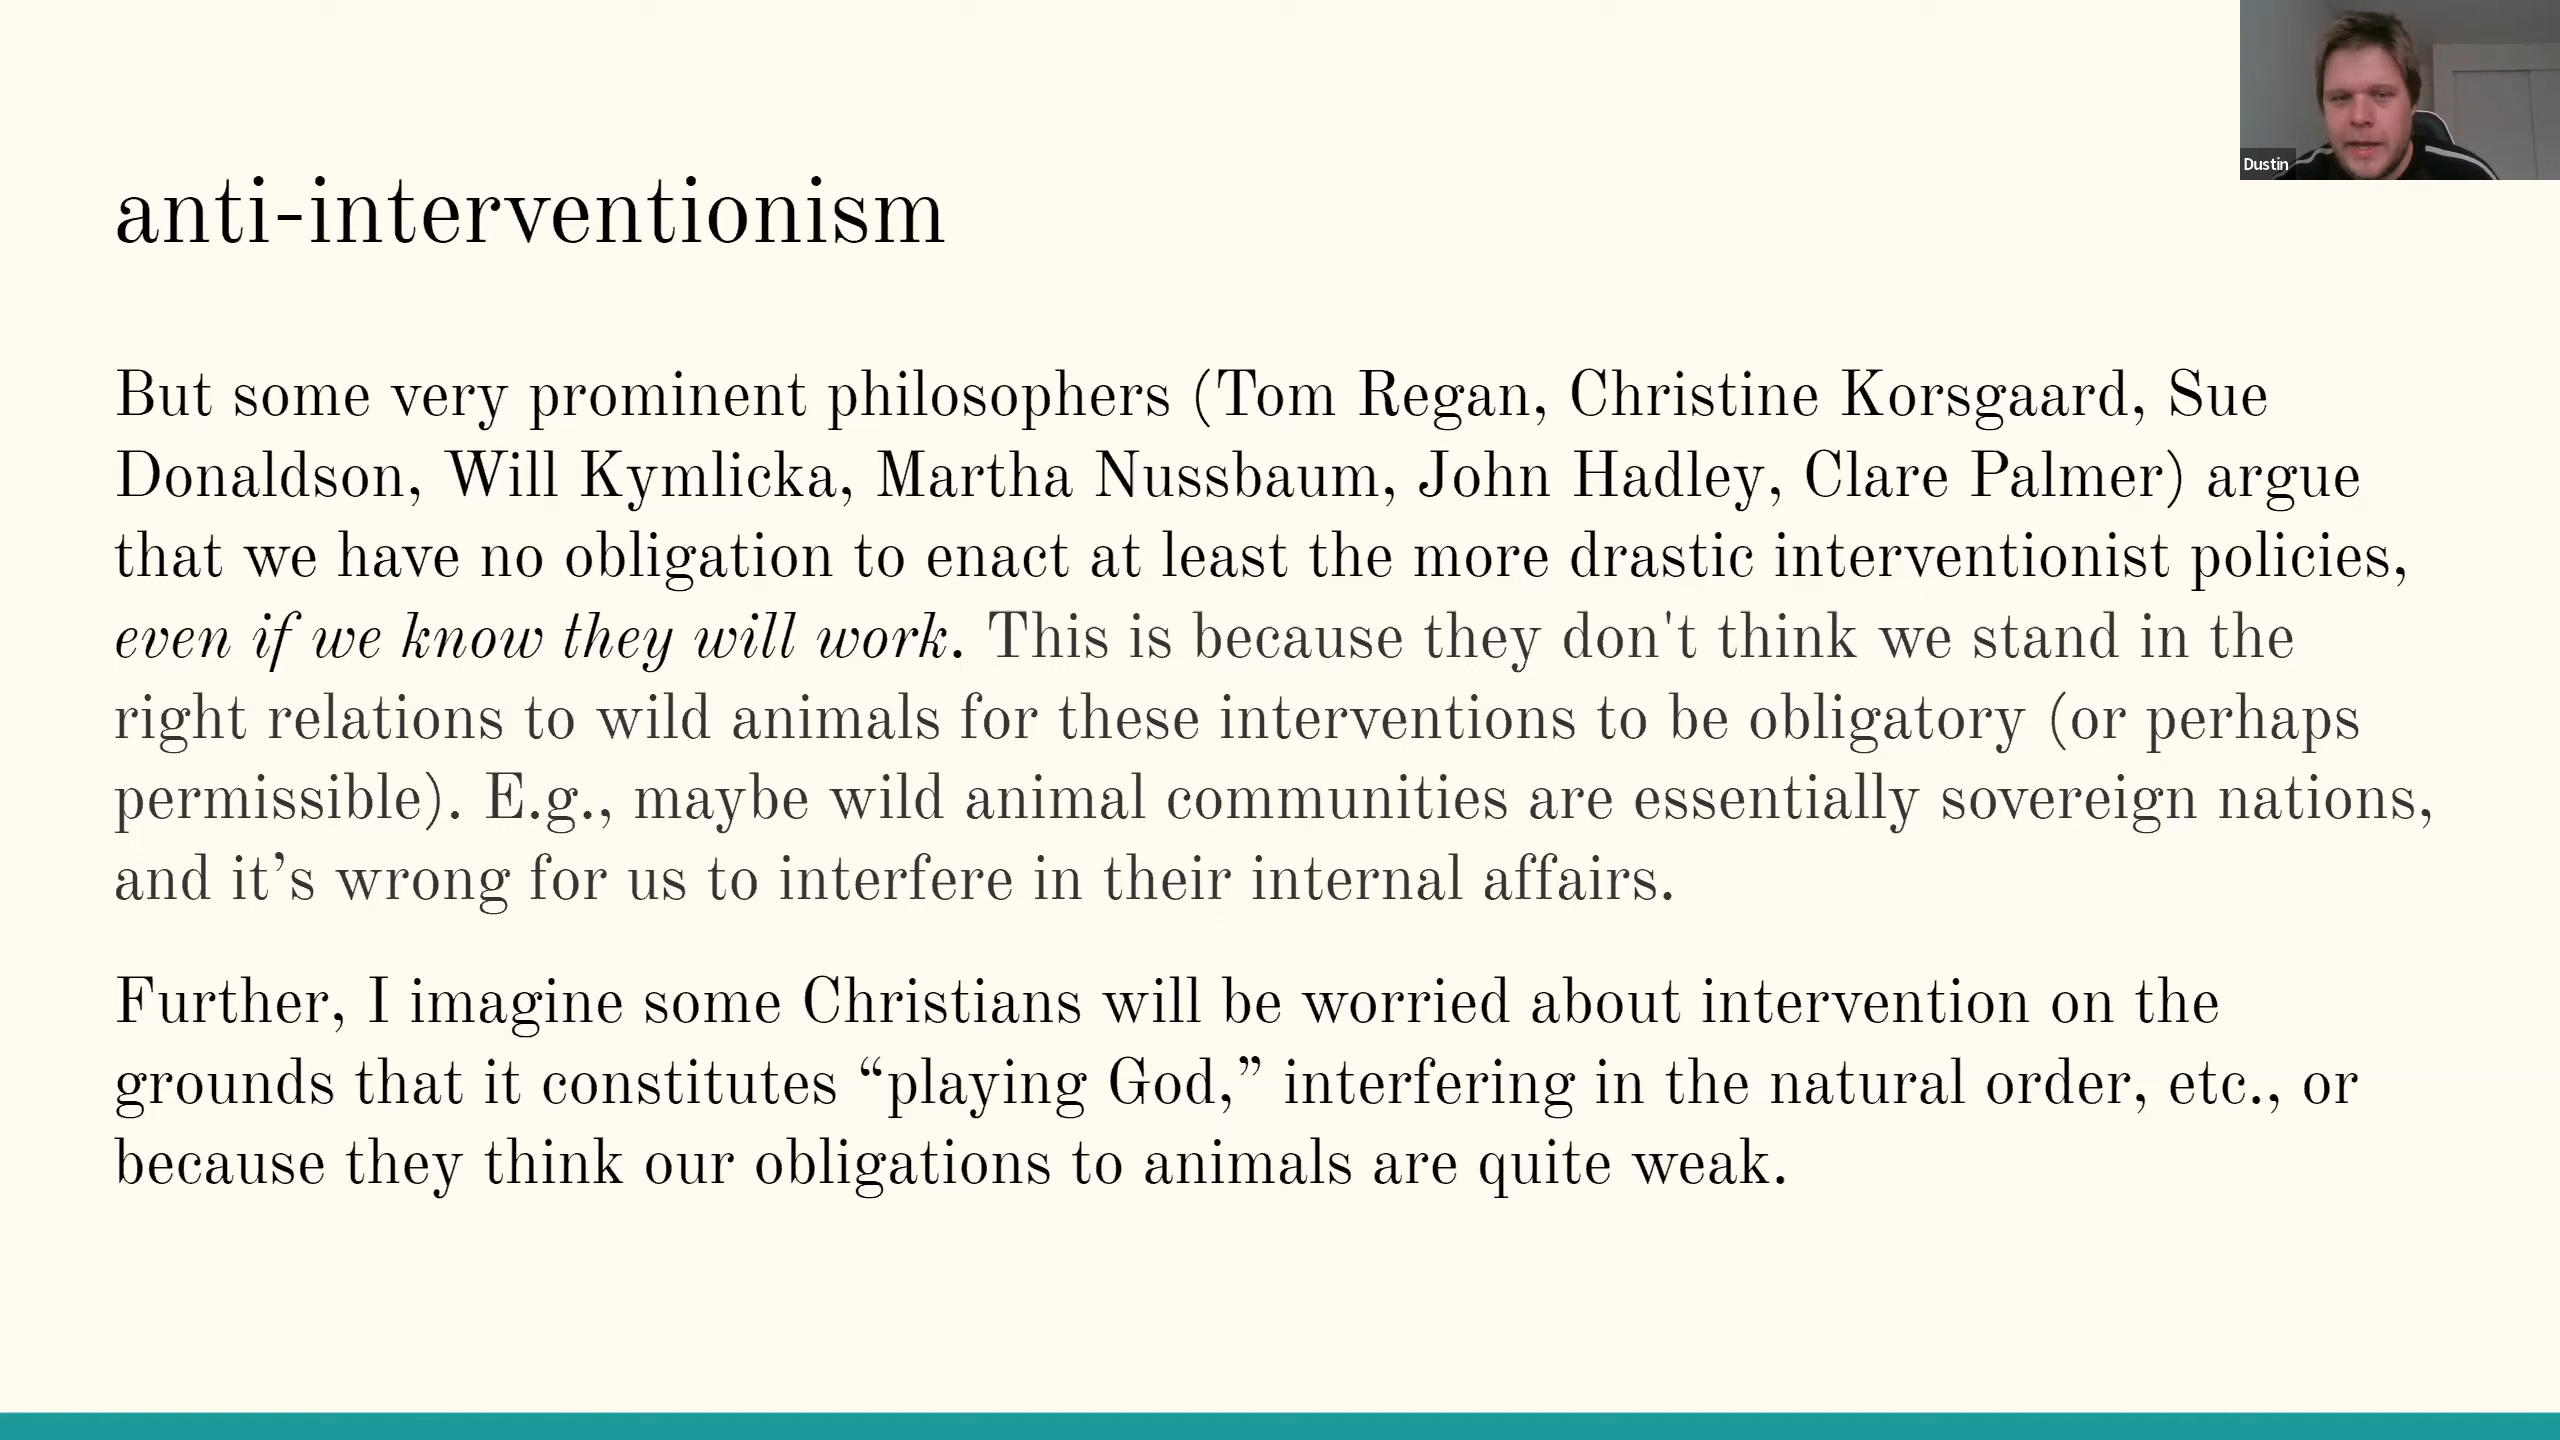 Dustin
anti-interventionism
But some very prominent philosophers (Tom Regan, Christine Korsgaard, Sue
Donaldson, Will Kymlicka, Martha Nussbaum, John Hadley, Clare Palmer) argue
that we have no obligation to enact at least the more drastic interventionist policies,
even if we know they will work. This is because they don't think we stand in the
right relations to wild animals for these interventions to be obligatory (or perhaps
permissible). E.g., maybe wild animal communities are essentially sovereign nations,
and it’s wrong for us to interfere in their internal affairs.
Further, I imagine some Christians will be worried about intervention on the
grounds that it constitutes “playing God,” interfering in the natural order, etc., or
because they think our obligations to animals are quite weak.